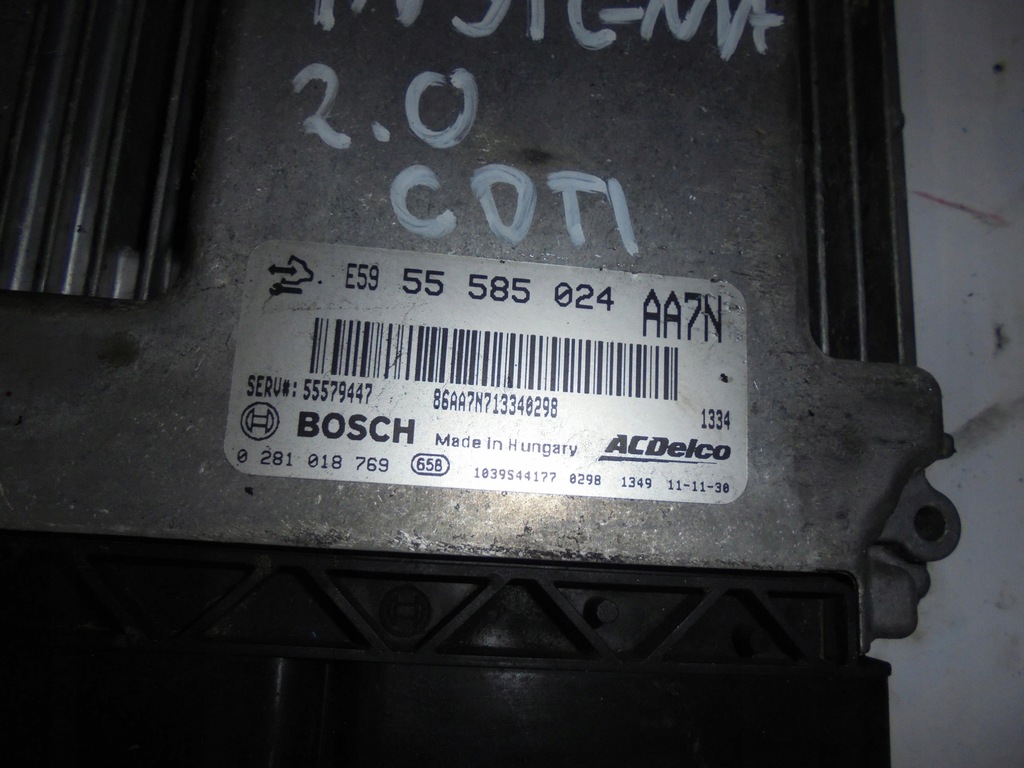 INSIGNIA
2.0
CDTI
E59 55 585 024 AA7N
SERV#: 55579447 86AA7N713340298 1334
BOSCH Made in Hungary ACDelco
0 281 018 769 658 1039S44177 0298 1349 11-11-30